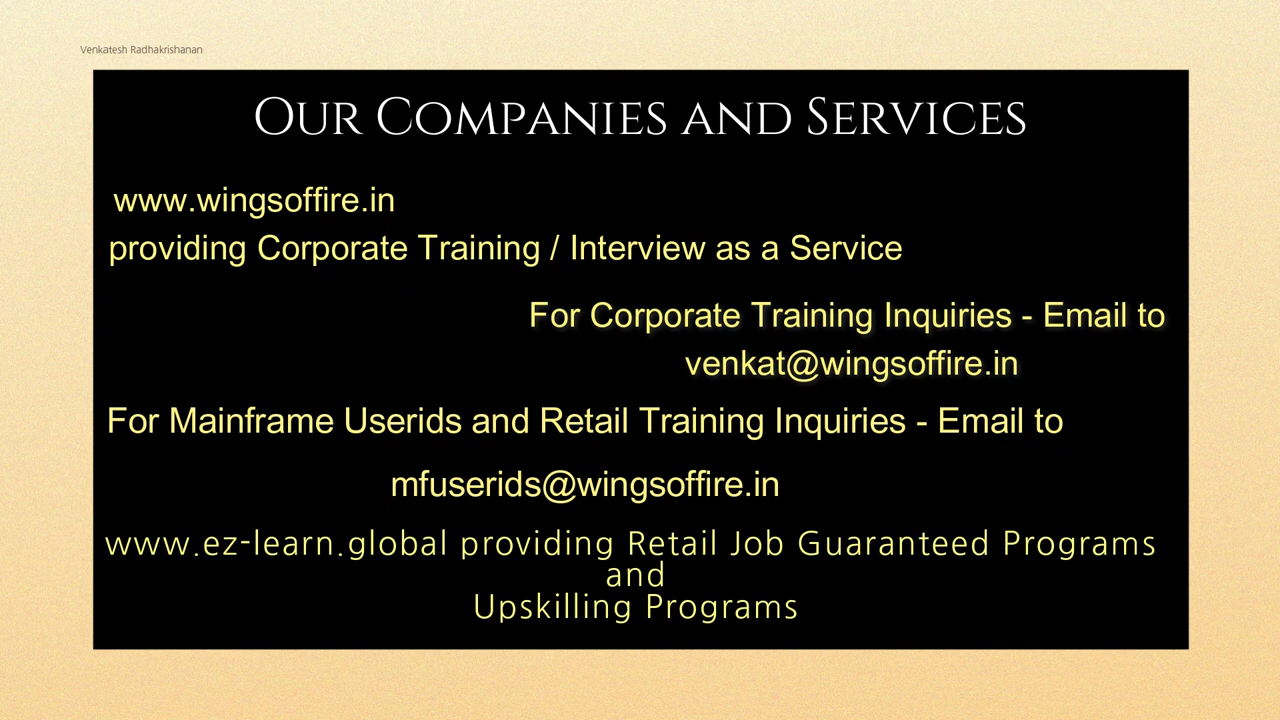 Venkatesh Radhakrishanan
Our Companies and Services
www.wingsoffire.in
providing Corporate Training / Interview as a Service
For Corporate Training Inquiries - Email to
venkat@wingsoffire.in
For Mainframe Userids and Retail Training Inquiries - Email to
mfuserids@wingsoffire.in
www.ez-learn.global providing Retail Job Guaranteed Programs
and
Upskilling Programs